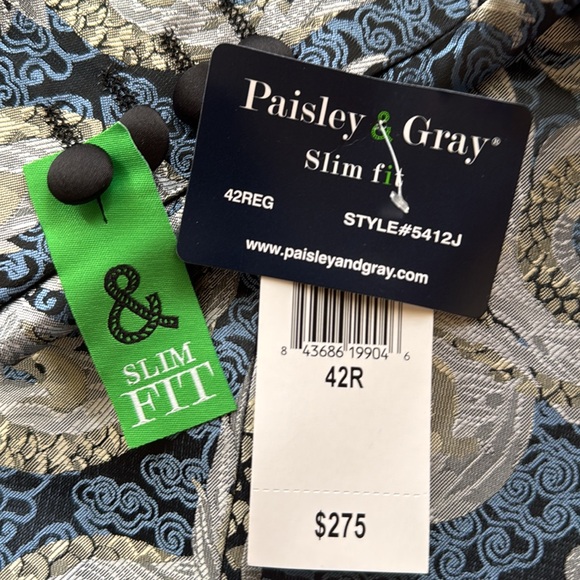 Paisley & Gray®
Slim fit
42REG
STYLE#5412J
www.paisleyandgray.com
&
SLIM
FIT
8 43686 19904 6
42R
$275